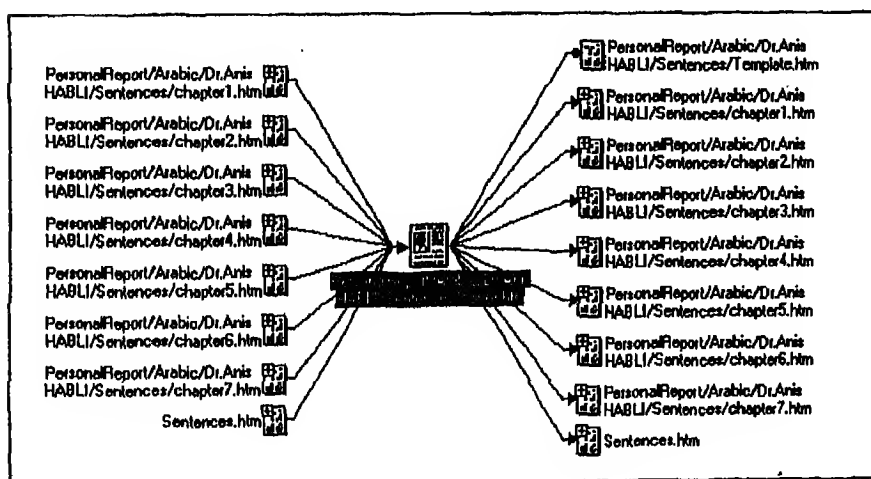 PersonalReport/Arabic/Dr.Anis
HABLI/Sentences/chapter1.htm
PersonalReport/Arabic/Dr.Anis
HABLI/Sentences/chapter2.htm
PersonalReport/Arabic/Dr.Anis
HABLI/Sentences/chapter3.htm
PersonalReport/Arabic/Dr.Anis
HABLI/Sentences/chapter4.htm
PersonalReport/Arabic/Dr.Anis
HABLI/Sentences/chapter5.htm
PersonalReport/Arabic/Dr.Anis
HABLI/Sentences/chapter6.htm
PersonalReport/Arabic/Dr.Anis
HABLI/Sentences/chapter7.htm
Sentences.htm
PersonalReport/Arabic/Dr.Anis
HABLI/Sentences/Template.htm
PersonalReport/Arabic/Dr.Anis
HABLI/Sentences/chapter1.htm
PersonalReport/Arabic/Dr.Anis
HABLI/Sentences/chapter2.htm
PersonalReport/Arabic/Dr.Anis
HABLI/Sentences/chapter3.htm
PersonalReport/Arabic/Dr.Anis
HABLI/Sentences/chapter4.htm
PersonalReport/Arabic/Dr.Anis
HABLI/Sentences/chapter5.htm
PersonalReport/Arabic/Dr.Anis
HABLI/Sentences/chapter6.htm
PersonalReport/Arabic/Dr.Anis
HABLI/Sentences/chapter7.htm
Sentences.htm